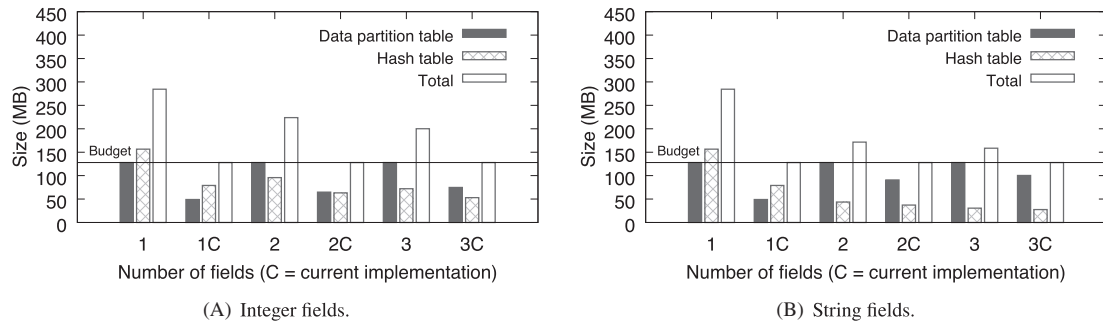 450
400
350
300
250
200
150
100
50
0
Size (MB)
Data partition table
Hash table
Total
Budget
1 1C 2 2C 3 3C
Number of fields (C = current implementation)
(A) Integer fields.
450
400
350
300
250
200
150
100
50
0
Size (MB)
Data partition table
Hash table
Total
Budget
1 1C 2 2C 3 3C
Number of fields (C = current implementation)
(B) String fields.